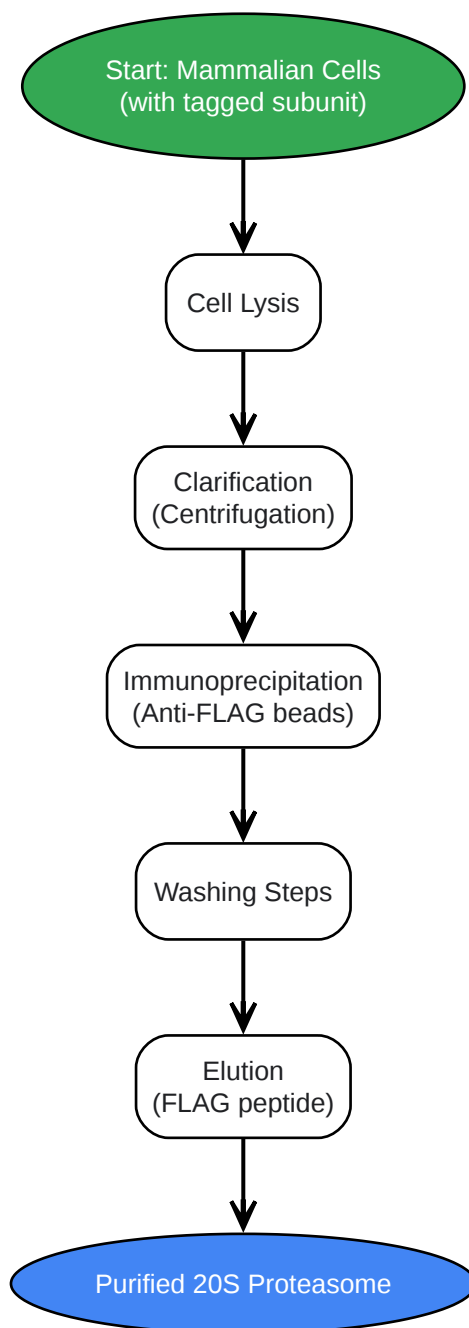 Start: Mammalian Cells
(with tagged subunit)
Cell Lysis
Clarification
(Centrifugation)
Immunoprecipitation
(Anti-FLAG beads)
Washing Steps
Elution
(FLAG peptide)
Purified 20S Proteasome